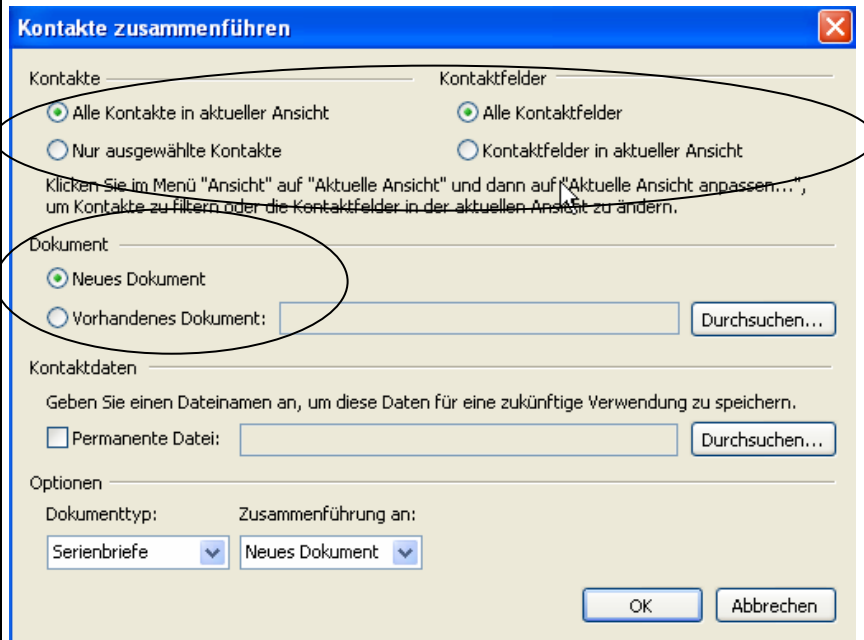 Kontakte zusammenführen
Kontakte
Kontaktfelder
Alle Kontakte in aktueller Ansicht
Alle Kontaktfelder
Nur ausgewählte Kontakte
Kontaktfelder in aktueller Ansicht
Klicken Sie im Menü "Ansicht" auf "Aktuelle Ansicht" und dann auf "Aktuelle Ansicht anpassen...",
um Kontakte zu filtern oder die Kontaktfelder in der aktuellen Ansicht zu ändern.
Dokument
Neues Dokument
Vorhandenes Dokument:
Durchsuchen...
Kontaktdaten
Geben Sie einen Dateinamen an, um diese Daten für eine zukünftige Verwendung zu speichern.
Permanente Datei:
Durchsuchen...
Optionen
Dokumenttyp:
Zusammenführung an:
Serienbriefe
Neues Dokument
OK
Abbrechen